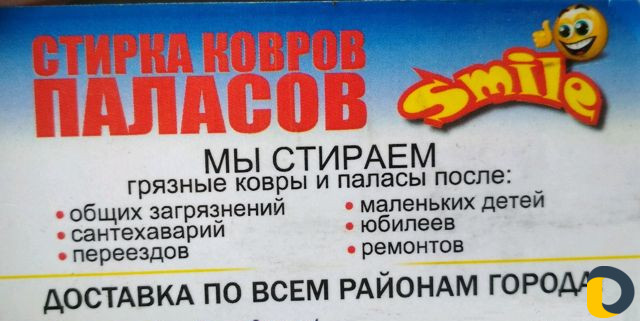 СТИРКА КОВРОВ
ПАЛАСОВ
Smile
МЫ СТИРАЕМ
грязные ковры и паласы после:
• общих загрязнений
• сантехаварий
• переездов
• маленьких детей
• юбилеев
• ремонтов
ДОСТАВКА ПО ВСЕМ РАЙОНАМ ГОРОДА